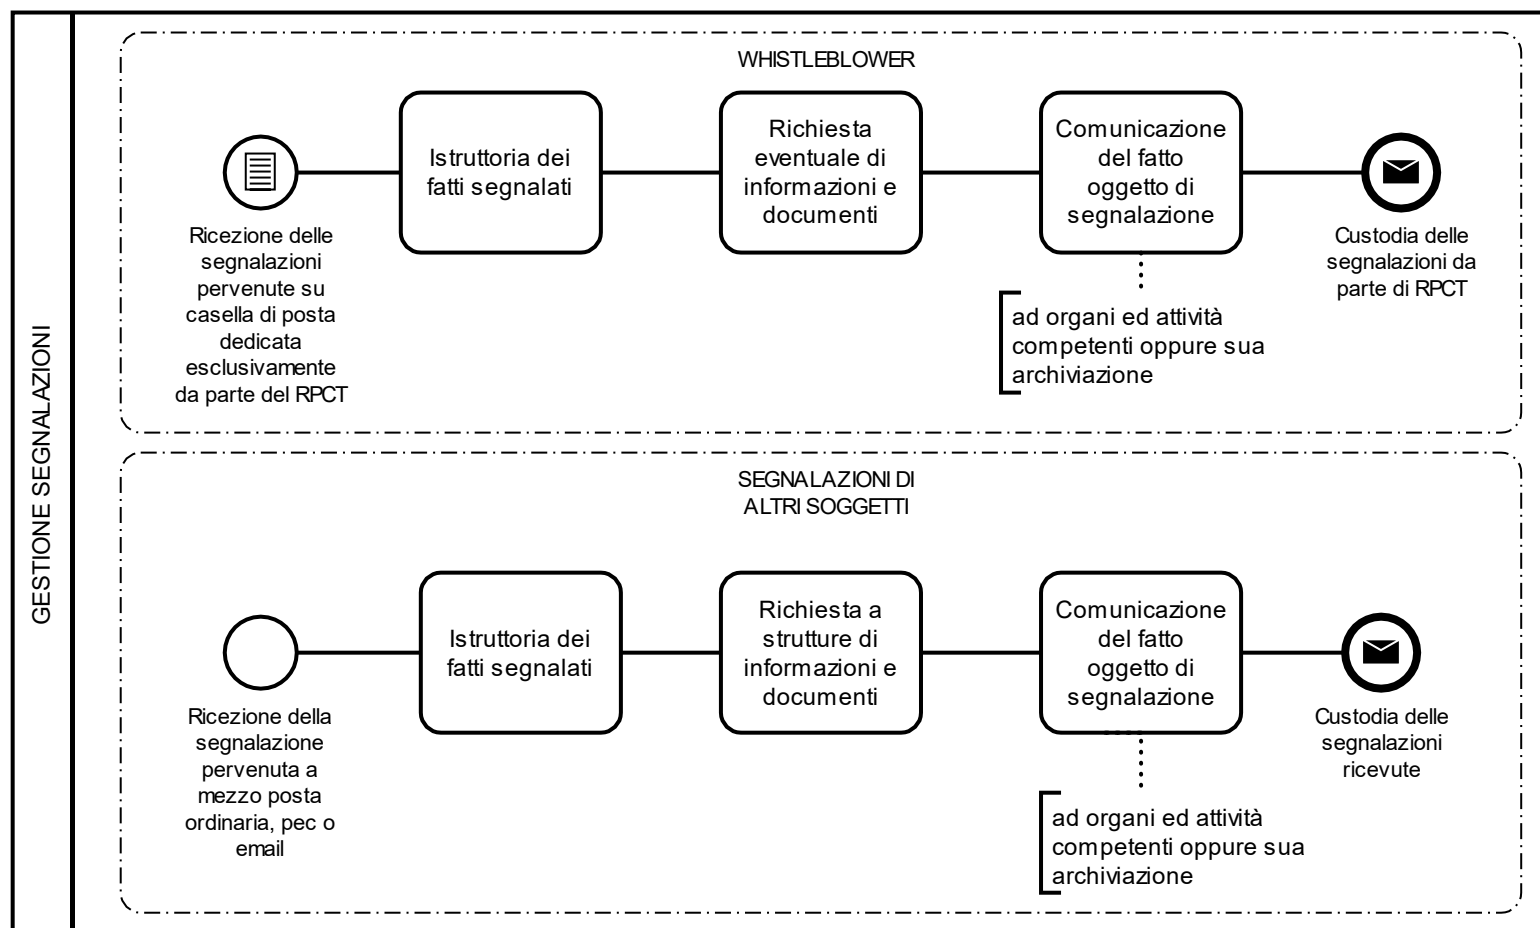 GESTIONE SEGNALAZIONI
WHISTLEBLOWER
Ricezione delle
segnalazioni
pervenute su
casella di posta
dedicata
esclusivamente
da parte del RPCT
Istruttoria dei
fatti segnalati
Richiesta
eventuale di
informazioni e
documenti
Comunicazione
del fatto
oggetto di
segnalazione
ad organi ed attività
competenti oppure sua
archiviazione
Custodia delle
segnalazioni da
parte di RPCT
SEGNALAZIONI DI
ALTRI SOGGETTI
Ricezione della
segnalazione
pervenuta a
mezzo posta
ordinaria, pec o
email
Istruttoria dei
fatti segnalati
Richiesta a
strutture di
informazioni e
documenti
Comunicazione
del fatto
oggetto di
segnalazione
ad organi ed attività
competenti oppure sua
archiviazione
Custodia delle
segnalazioni
ricevute